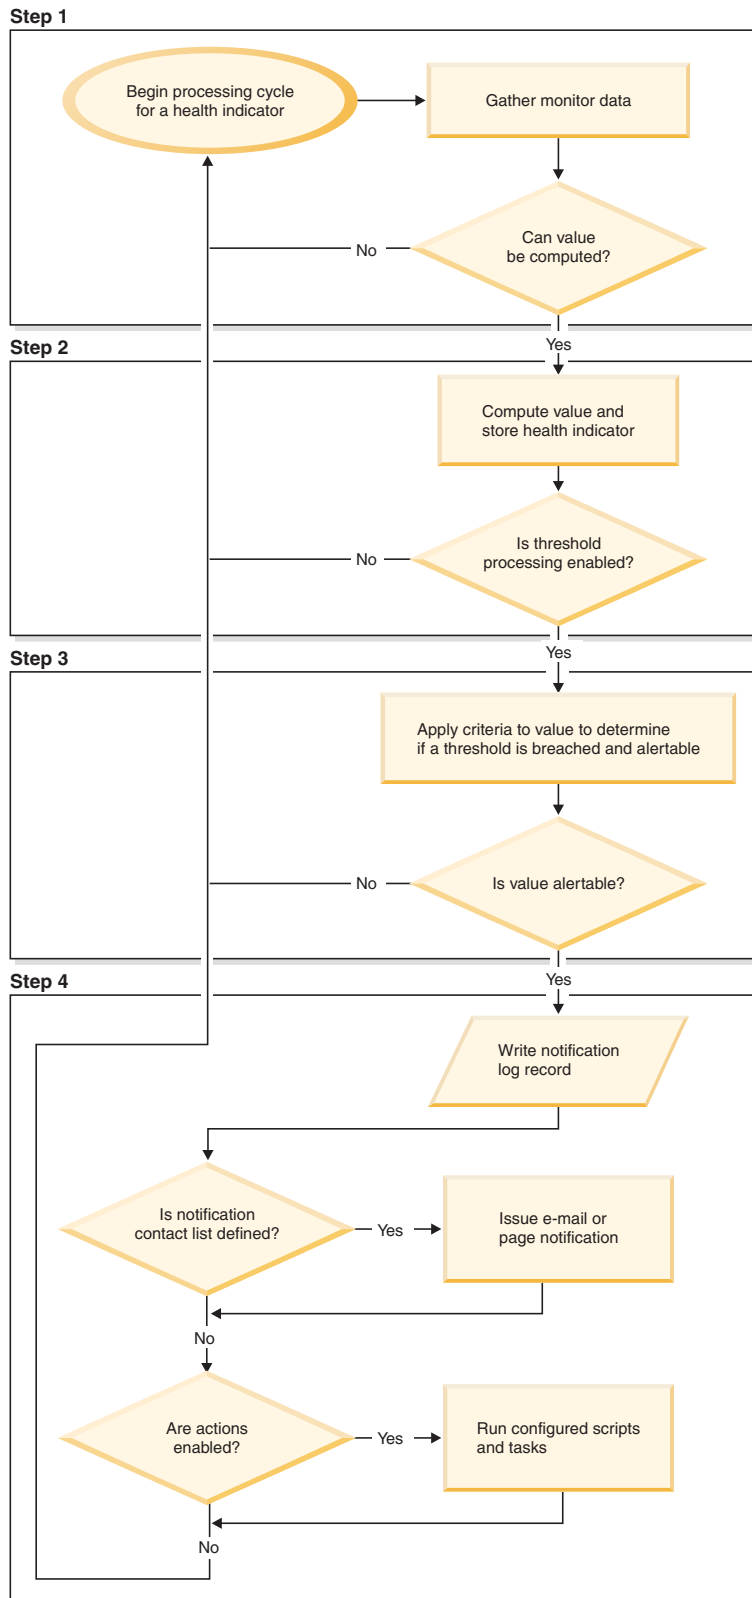 Step 1
Begin processing cycle
for a health indicator
Gather monitor data
Can value
be computed?
No
Yes
Step 2
Compute value and
store health indicator
Is threshold
processing enabled?
No
Yes
Step 3
Apply criteria to value to determine
if a threshold is breached and alertable
Is value alertable?
No
Yes
Step 4
Write notification
log record
Is notification
contact list defined?
Yes
Issue e-mail or
page notification
No
Are actions
enabled?
Yes
Run configured scripts
and tasks
No